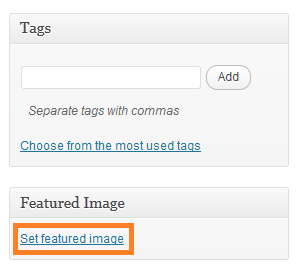 Tags
Add
Separate tags with commas
Choose from the most used tags
Featured Image
Set featured image